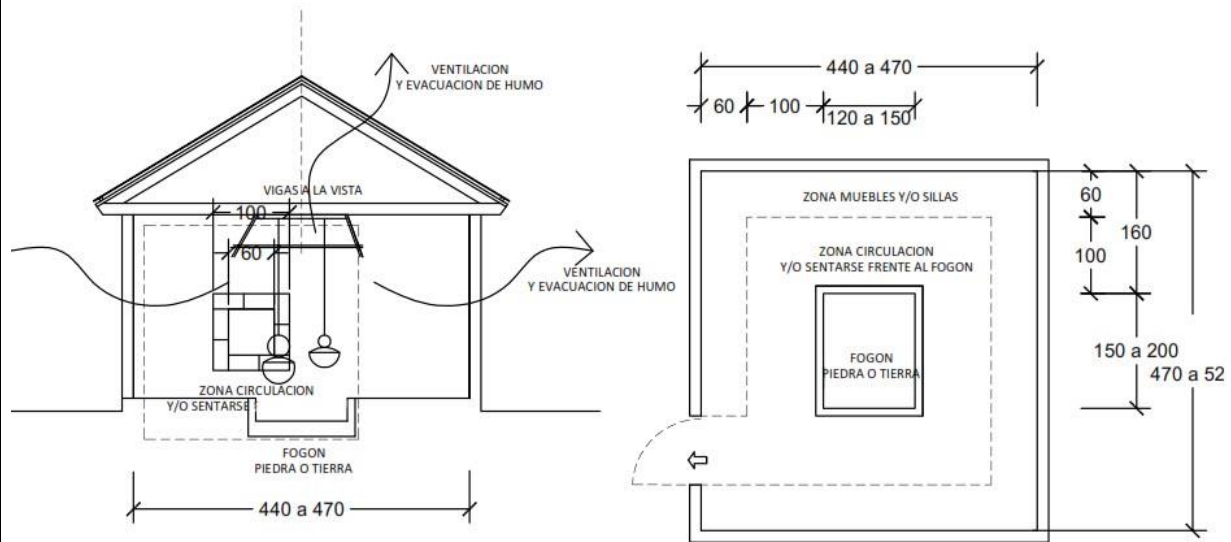 VENTILACION
Y EVACUACION DE HUMO
VIGAS A LA VISTA
100
60
VENTILACION
Y EVACUACION DE HUMO
ZONA CIRCULACION
Y/O SENTARSE
FOGON
PIEDRA O TIERRA
440 a 470
440 a 470
60
100
120 a 150
ZONA MUEBLES Y/O SILLAS
60
160
ZONA CIRCULACION
Y/O SENTARSE FRENTE AL FOGON
100
FOGON
PIEDRA O TIERRA
150 a 200
470 a 52